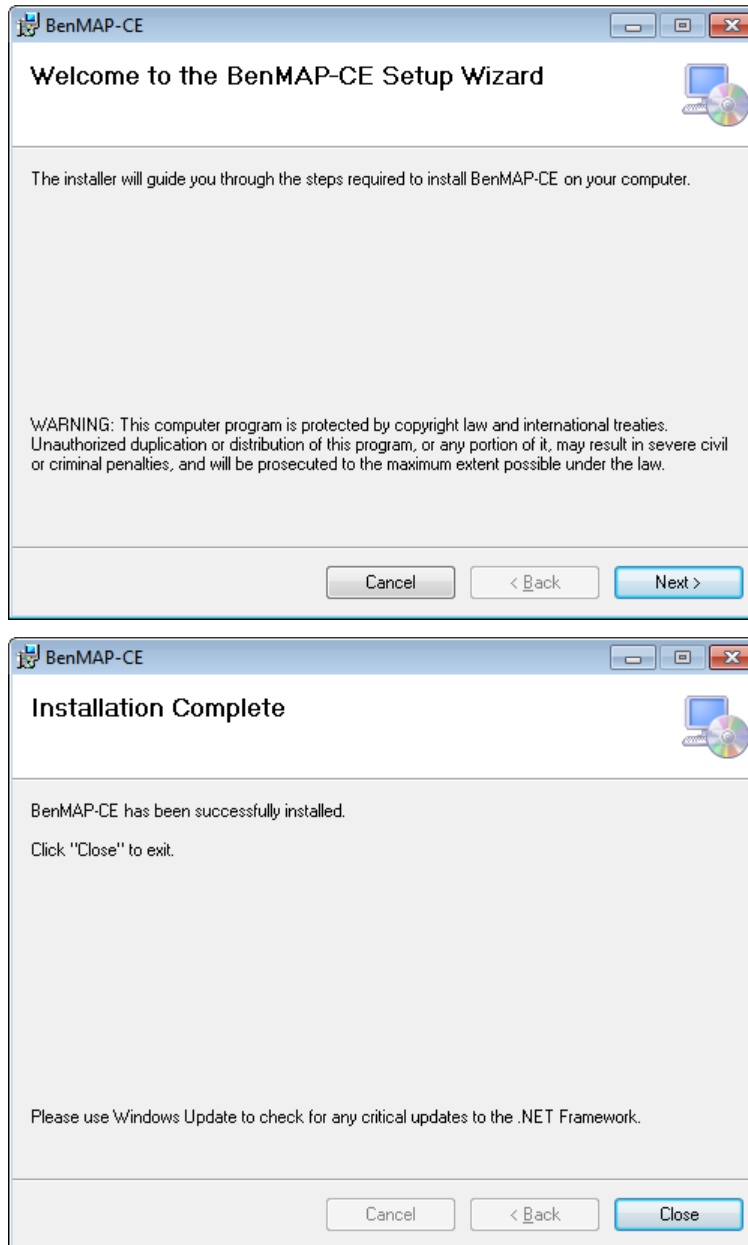 BenMAP-CE
Welcome to the BenMAP-CE Setup Wizard
The installer will guide you through the steps required to install BenMAP-CE on your computer.
WARNING: This computer program is protected by copyright law and international treaties.
Unauthorized duplication or distribution of this program, or any portion of it, may result in severe civil
or criminal penalties, and will be prosecuted to the maximum extent possible under the law.
Cancel < Back Next >
BenMAP-CE
Installation Complete
BenMAP-CE has been successfully installed.
Click "Close" to exit.
Please use Windows Update to check for any critical updates to the .NET Framework.
Cancel < Back Close